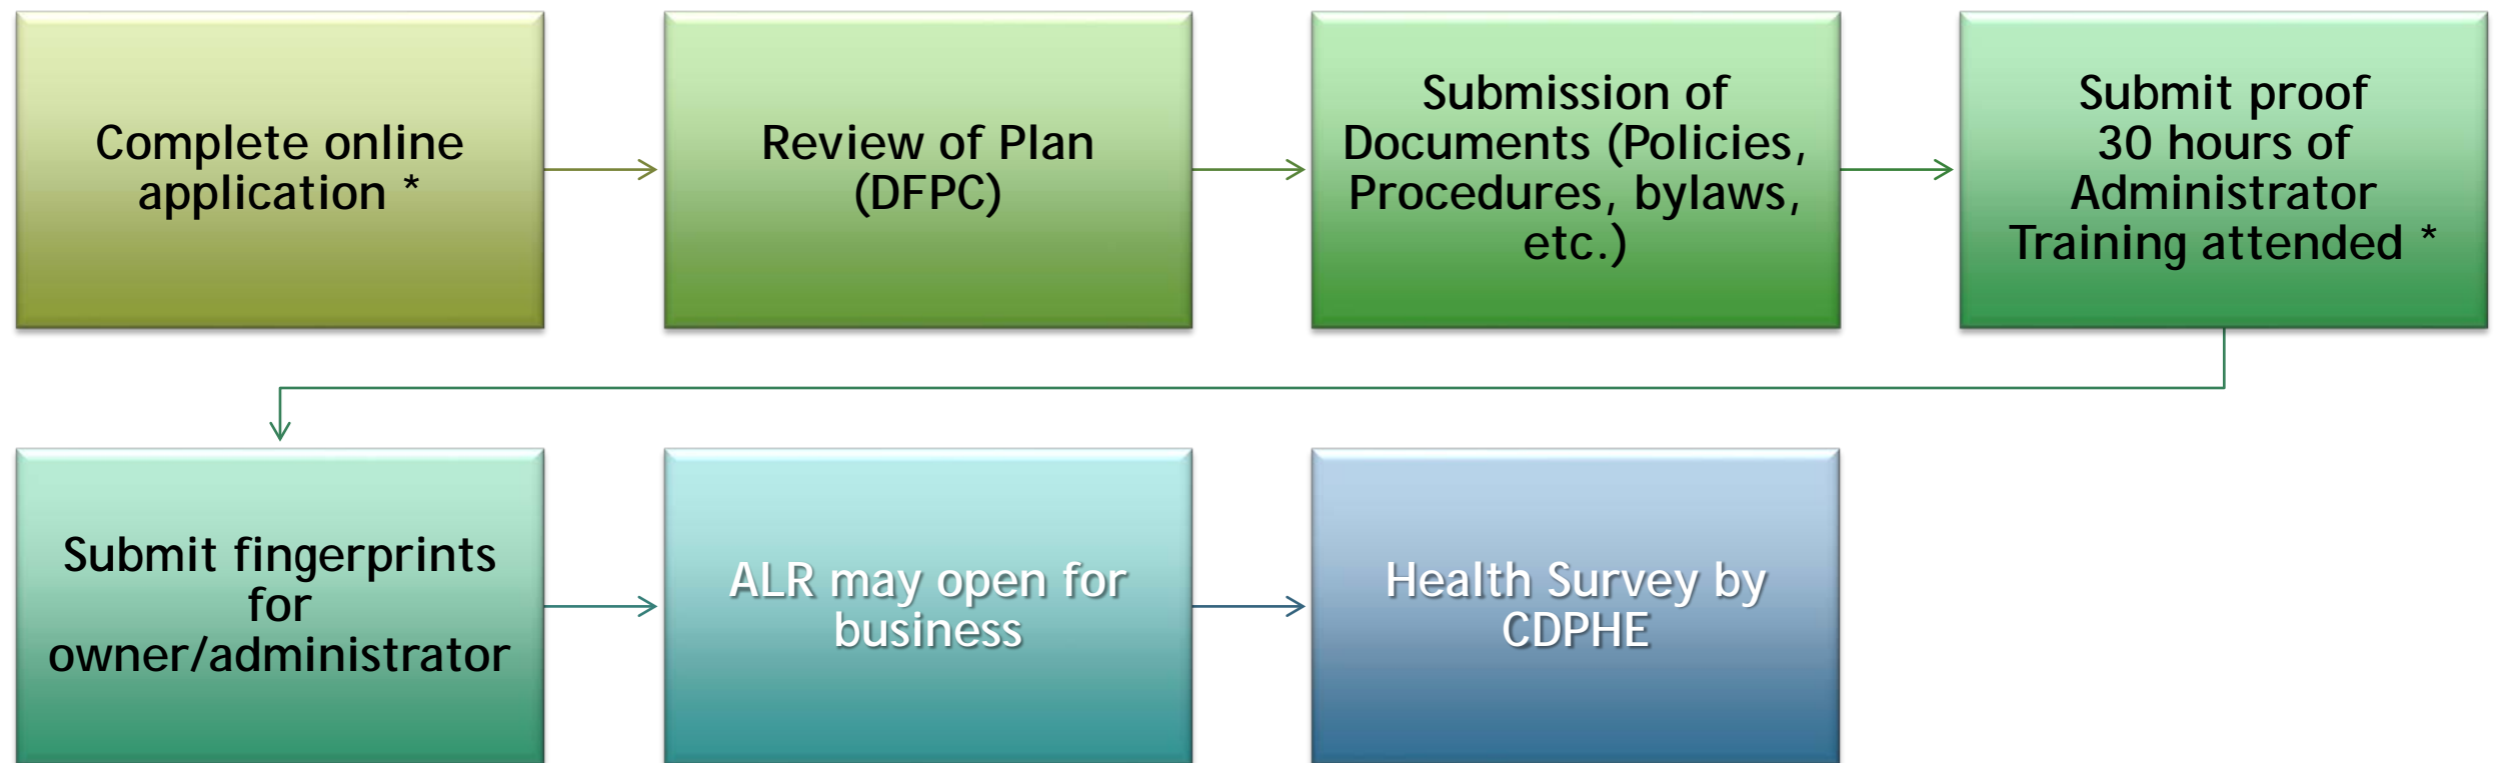 Complete online
application *
Review of Plan
(DFPC)
Submission of
Documents (Policies,
Procedures, bylaws,
etc.)
Submit proof
30 hours of
Administrator
Training attended *
Submit fingerprints
for
owner/administrator
ALR may open for
business
Health Survey by
CDPHE